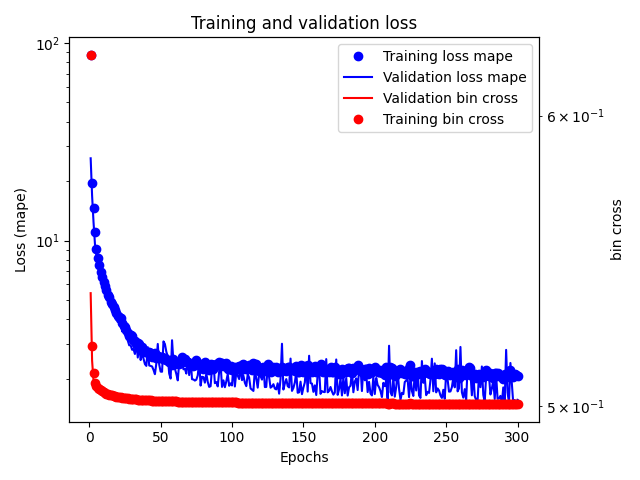 Training and validation loss
Training loss mape
Validation loss mape
Validation bin cross
Training bin cross
Loss (mape)
10²
10¹
bin cross
6 × 10⁻¹
5 × 10⁻¹
0 50 100 150 200 250 300
Epochs